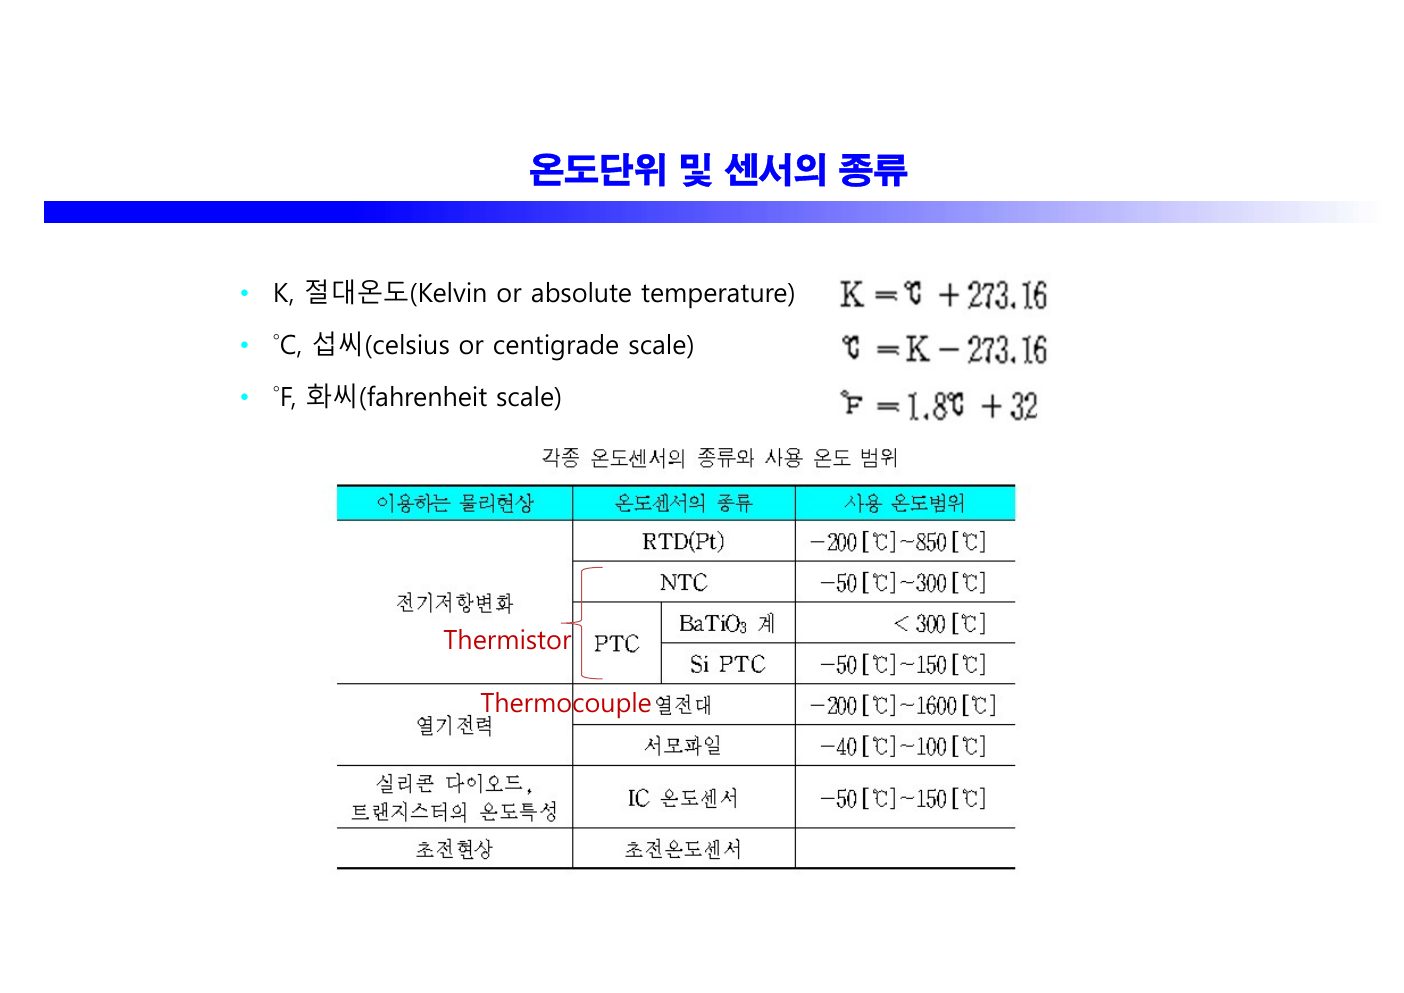 온도단위 및 센서의 종류
• K, 절대온도(Kelvin or absolute temperature)
K = ℃ + 273.16
• °C, 섭씨(celsius or centigrade scale)
℃ = K − 273.16
• °F, 화씨(fahrenheit scale)
℉ = 1.8℃ + 32
각종 온도센서의 종류와 사용 온도 범위
이용하는 물리현상 온도센서의 종류 사용 온도범위
전기저항변화
Thermistor
RTD(Pt) −200[℃]~850[℃]
NTC −50[℃]~300[℃]
PTC
BaTiO₃ 계 < 300[℃]
Si PTC −50[℃]~150[℃]
열기전력
Thermocouple 열전대 −200[℃]~1600[℃]
서모파일 −40[℃]~100[℃]
실리콘 다이오드,
트랜지스터의 온도특성
IC 온도센서 −50[℃]~150[℃]
초전현상 초전온도센서